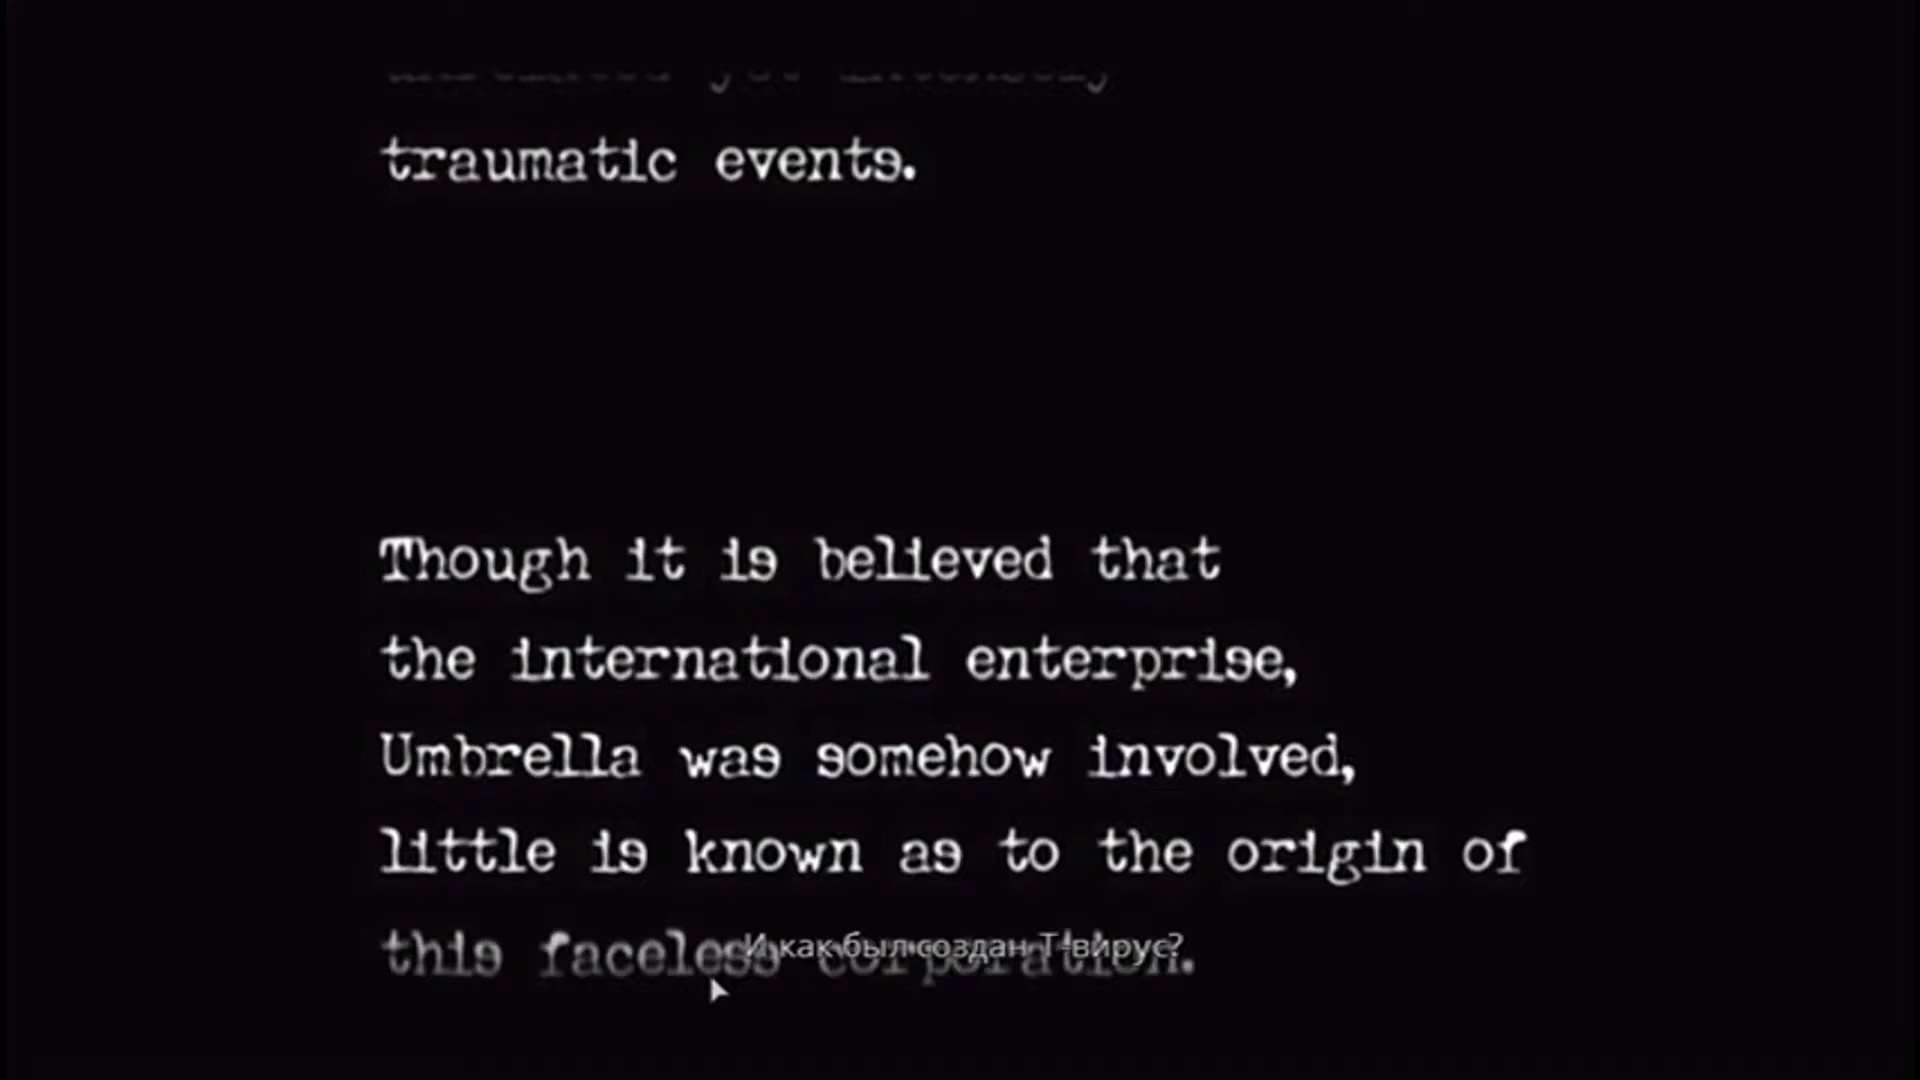 traumatic events.
Though it is believed that
the international enterprise,
Umbrella was somehow involved,
little is known as to the origin of
this faceless corporation.
И как был создан Т-вирус?